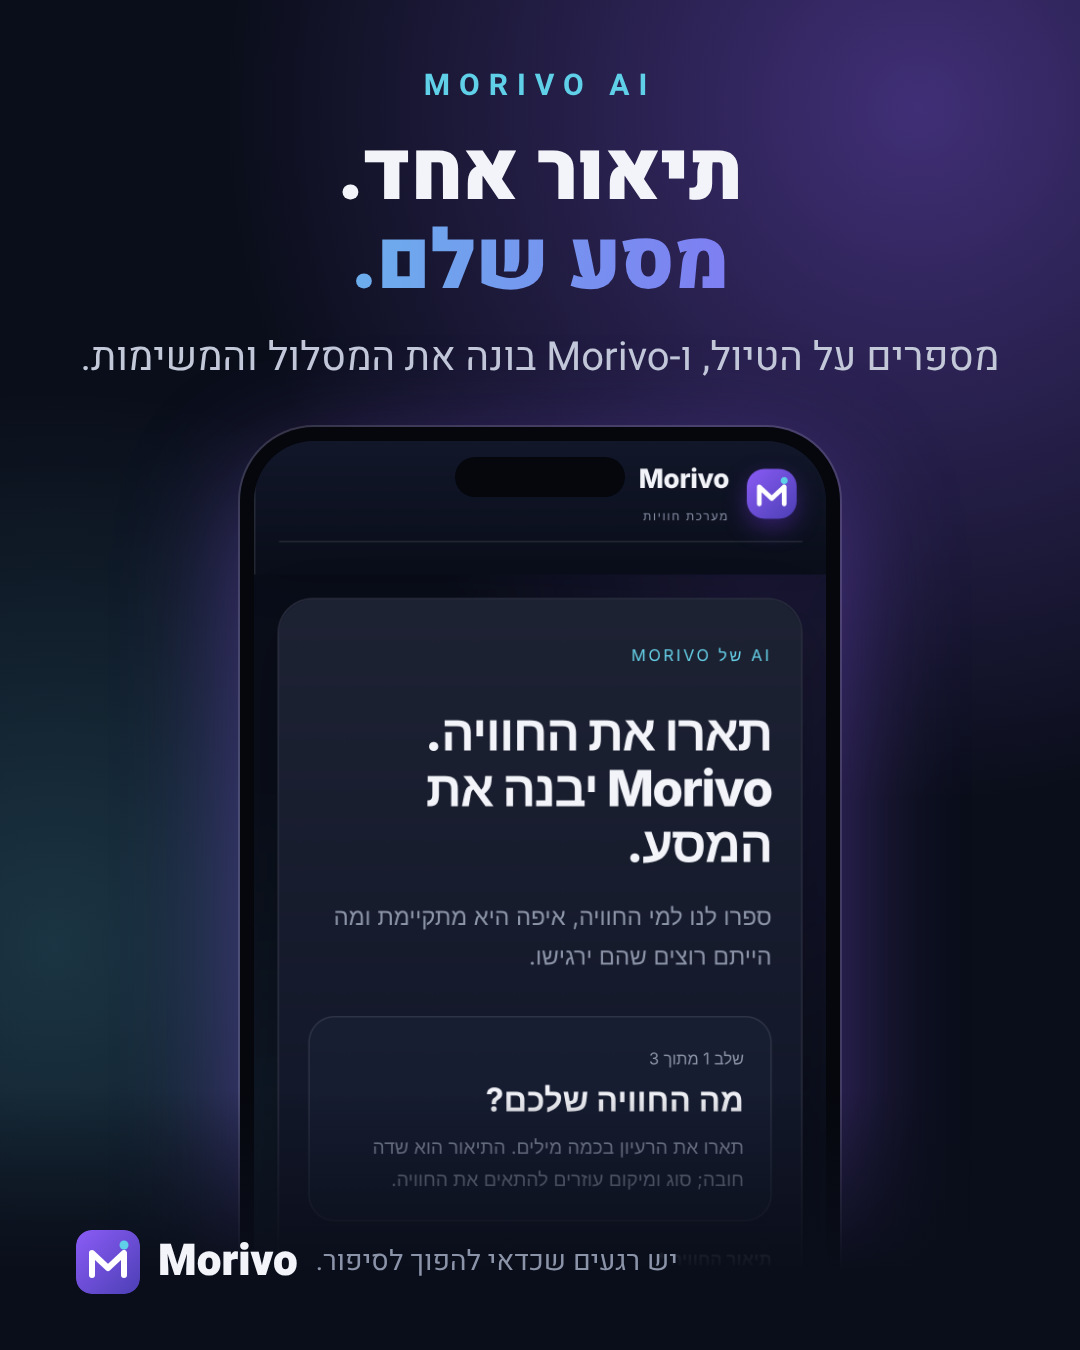 MORIVO AI
תיאור אחד.
מסע שלם.
מספרים על הטיול, ו-Morivo בונה את המסלול והמשימות.
Morivo
מערכת חוויות
AI של MORIVO
תארו את החוויה.
Morivo יבנה את
המסע.
ספרו לנו למי החוויה, איפה היא מתקיימת ומה
הייתם רוצים שהם ירגישו.
שלב 1 מתוך 3
מה החוויה שלכם?
תארו את הרעיון בכמה מילים. התיאור הוא שדה
חובה; סוג ומיקום עוזרים להתאים את החוויה.
תיאור
Morivo יש רגעים שכדאי להפוך לסיפור.